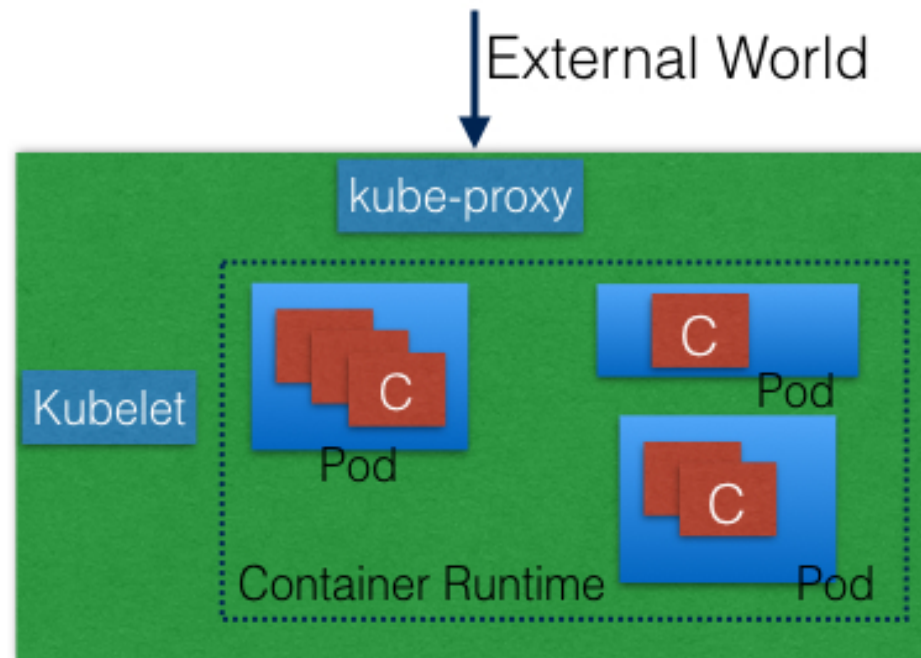 External World
kube-proxy
C
Pod
Kubelet
C
Pod
C
Container Runtime
Pod